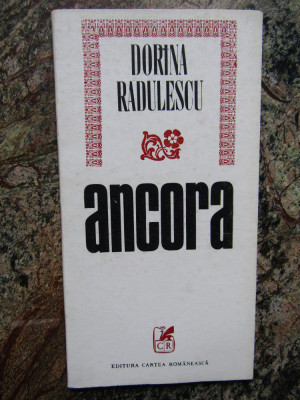 DORINA
RADULESCU
ancora
CR
EDITURA CARTEA ROMÂNEASCĂ